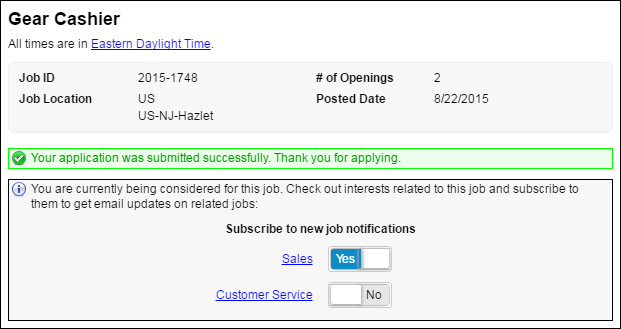 Gear Cashier
All times are in Eastern Daylight Time.
Job ID 2015-1748 # of Openings 2
Job Location US Posted Date 8/22/2015
US-NJ-Hazlet
Your application was submitted successfully. Thank you for applying.
You are currently being considered for this job. Check out interests related to this job and subscribe to
them to get email updates on related jobs:
Subscribe to new job notifications
Sales Yes
Customer Service No